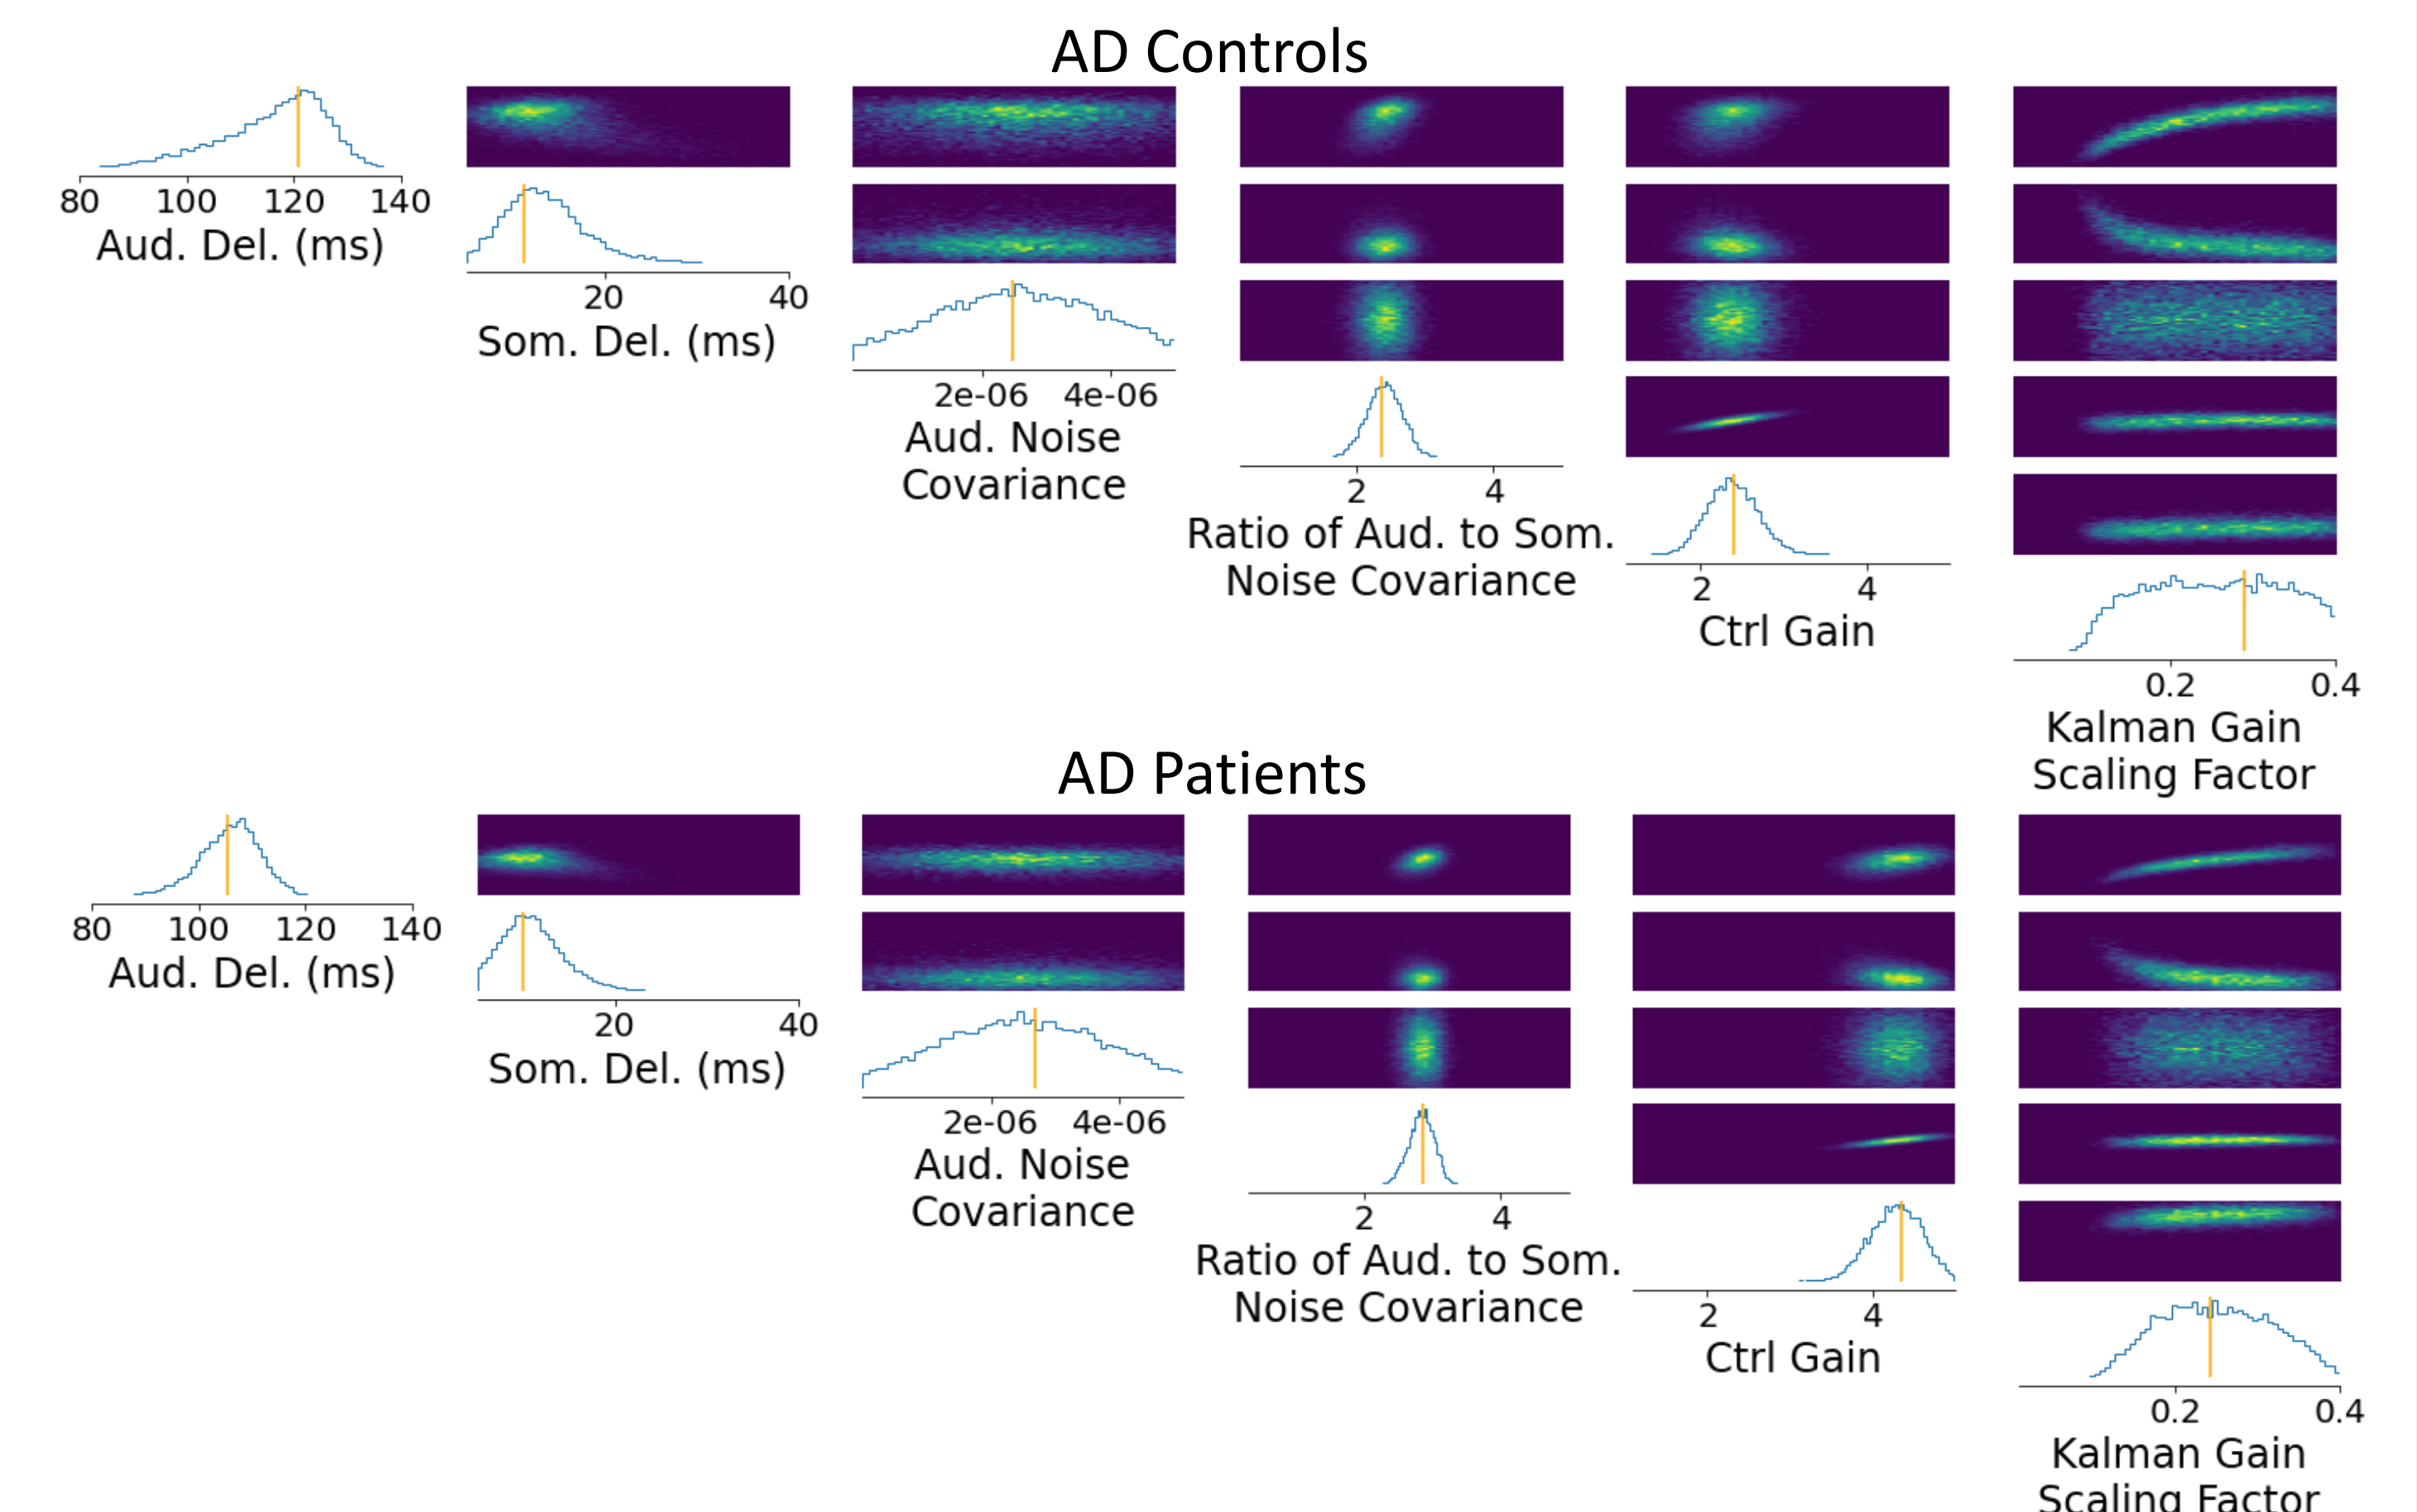 AD Controls
80 100 120 140
Aud. Del. (ms)
20 40
Som. Del. (ms)
2e-06 4e-06
Aud. Noise
Covariance
2 4
Ratio of Aud. to Som.
Noise Covariance
2 4
Ctrl Gain
0.2 0.4
Kalman Gain
Scaling Factor
AD Patients
80 100 120 140
Aud. Del. (ms)
20 40
Som. Del. (ms)
2e-06 4e-06
Aud. Noise
Covariance
2 4
Ratio of Aud. to Som.
Noise Covariance
2 4
Ctrl Gain
0.2 0.4
Kalman Gain
Scaling Factor